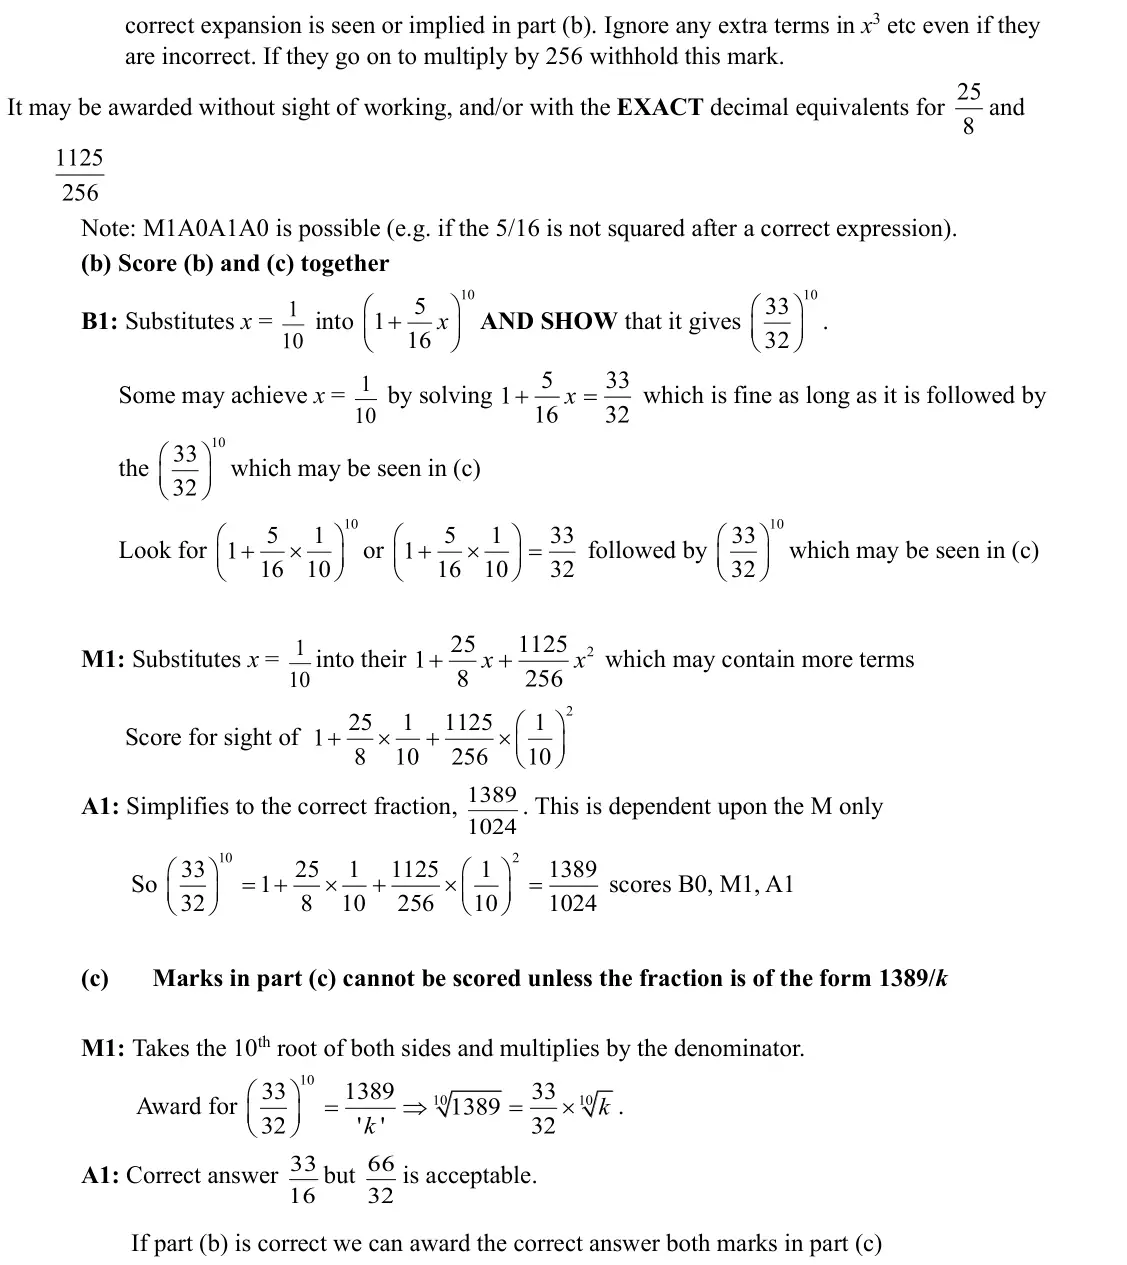 correct expansion is seen or implied in part (b). Ignore any extra terms in x³ etc even if they
are incorrect. If they go on to multiply by 256 withhold this mark.
It may be awarded without sight of working, and/or with the EXACT decimal equivalents for 25/8 and
1125/256
Note: M1A0A1A0 is possible (e.g. if the 5/16 is not squared after a correct expression).
(b) Score (b) and (c) together
B1: Substitutes x = 1/10 into (1 + 5/16 x)^10 AND SHOW that it gives (33/32)^10 .
Some may achieve x = 1/10 by solving 1 + 5/16 x = 33/32 which is fine as long as it is followed by
the (33/32)^10 which may be seen in (c)
Look for (1 + 5/16 × 1/10)^10 or (1 + 5/16 × 1/10) = 33/32 followed by (33/32)^10 which may be seen in (c)
M1: Substitutes x = 1/10 into their 1 + 25/8 x + 1125/256 x² which may contain more terms
Score for sight of 1 + 25/8 × 1/10 + 1125/256 × (1/10)²
A1: Simplifies to the correct fraction, 1389/1024 . This is dependent upon the M only
So (33/32)^10 = 1 + 25/8 × 1/10 + 1125/256 × (1/10)² = 1389/1024 scores B0, M1, A1
(c) Marks in part (c) cannot be scored unless the fraction is of the form 1389/k
M1: Takes the 10th root of both sides and multiplies by the denominator.
Award for (33/32)^10 = 1389/'k' ⇒ ¹⁰√1389 = 33/32 × ¹⁰√k .
A1: Correct answer 33/16 but 66/32 is acceptable.
If part (b) is correct we can award the correct answer both marks in part (c)